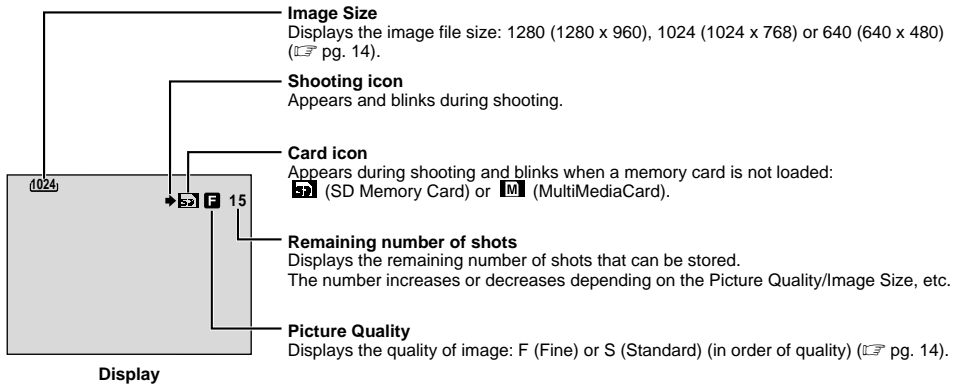 Image Size
Displays the image file size: 1280 (1280 x 960), 1024 (1024 x 768) or 640 (640 x 480)
(☞ pg. 14).
Shooting icon
Appears and blinks during shooting.
Card icon
Appears during shooting and blinks when a memory card is not loaded:
SD (SD Memory Card) or M (MultiMediaCard).
1024
SD F 15
Remaining number of shots
Displays the remaining number of shots that can be stored.
The number increases or decreases depending on the Picture Quality/Image Size, etc.
Picture Quality
Displays the quality of image: F (Fine) or S (Standard) (in order of quality) (☞ pg. 14).
Display